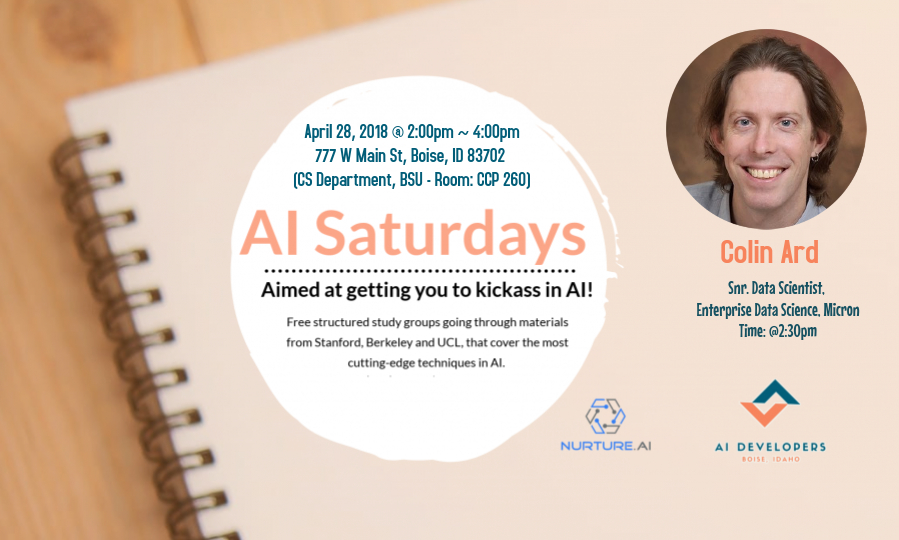 April 28, 2018 @ 2:00pm ~ 4:00pm
777 W Main St, Boise, ID 83702
(CS Department, BSU - Room: CCP 260)
AI Saturdays
Aimed at getting you to kickass in AI!
Free structured study groups going through materials
from Stanford, Berkeley and UCL, that cover the most
cutting-edge techniques in AI.
Colin Ard
Snr. Data Scientist,
Enterprise Data Science, Micron
Time: @2:30pm
NURTURE.AI
AI DEVELOPERS
BOISE, IDAHO